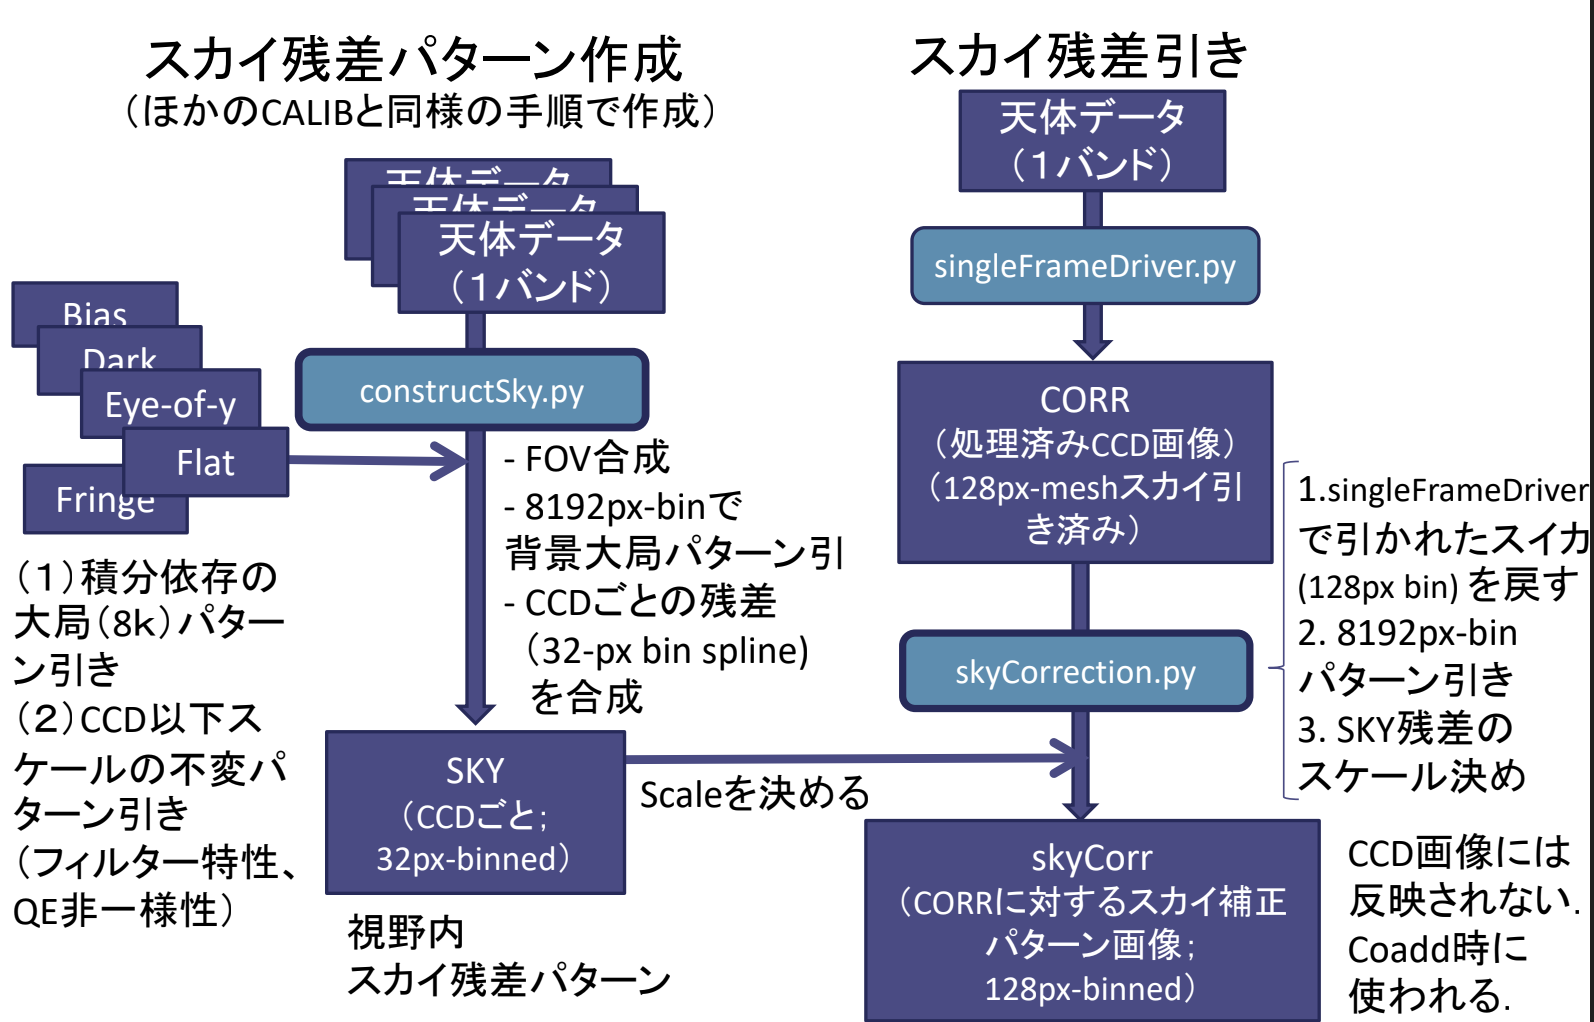 スカイ残差パターン作成
（ほかのCALIBと同様の手順で作成）
天体データ
天体データ
天体データ
（１バンド）
Bias
Dark
Eye-of-y
Flat
Fringe
constructSky.py
- FOV合成
- 8192px-binで
背景大局パターン引
- CCDごとの残差
（32-px bin spline)
を合成
（１）積分依存の
大局（8ｋ）パター
ン引き
（２）CCD以下ス
ケールの不変パ
ターン引き
（フィルター特性、
QE非一様性）
SKY
（CCDごと；
32px-binned）
視野内
スカイ残差パターン
Scaleを決める
スカイ残差引き
天体データ
（１バンド）
singleFrameDriver.py
CORR
（処理済みCCD画像）
（128px-meshスカイ引
き済み）
skyCorrection.py
1.singleFrameDriver
で引かれたスイカ
(128px bin) を戻す
2. 8192px-bin
パターン引き
3. SKY残差の
スケール決め
skyCorr
（CORRに対するスカイ補正
パターン画像；
128px-binned）
CCD画像には
反映されない.
Coadd時に
使われる.